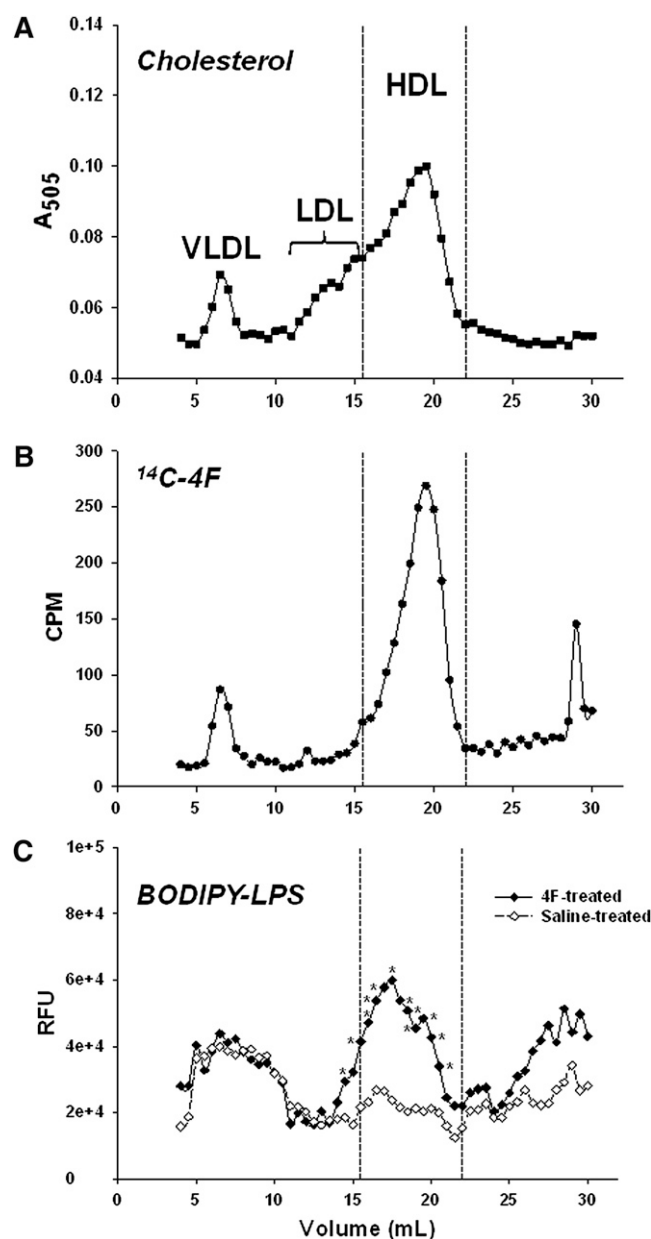 A
Cholesterol
HDL
LDL
VLDL
A505
0.14
0.12
0.10
0.08
0.06
0.04
0 5 10 15 20 25 30
B
14C-4F
CPM
300
250
200
150
100
50
0
0 5 10 15 20 25 30
C
BODIPY-LPS
4F-treated
Saline-treated
RFU
1e+5
8e+4
6e+4
4e+4
2e+4
0
* * * * * * * * * * *
0 5 10 15 20 25 30
Volume (mL)